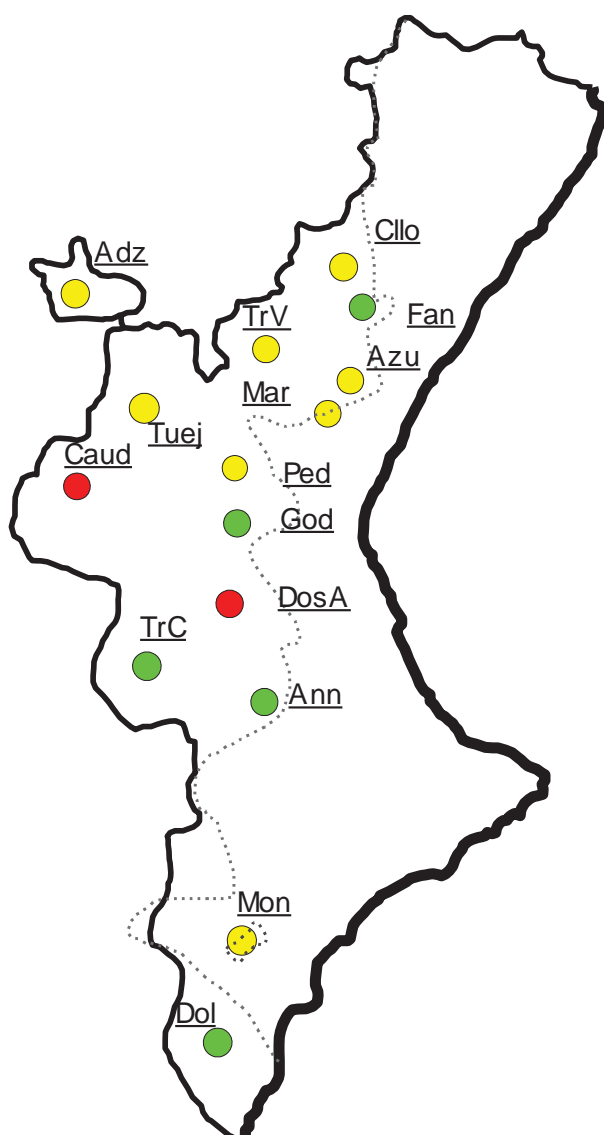 Cllo
Adz
Fan
TrV
Azu
Mar
Tuej
Caud
Ped
God
DosA
TrC
Ann
Mon
Dol